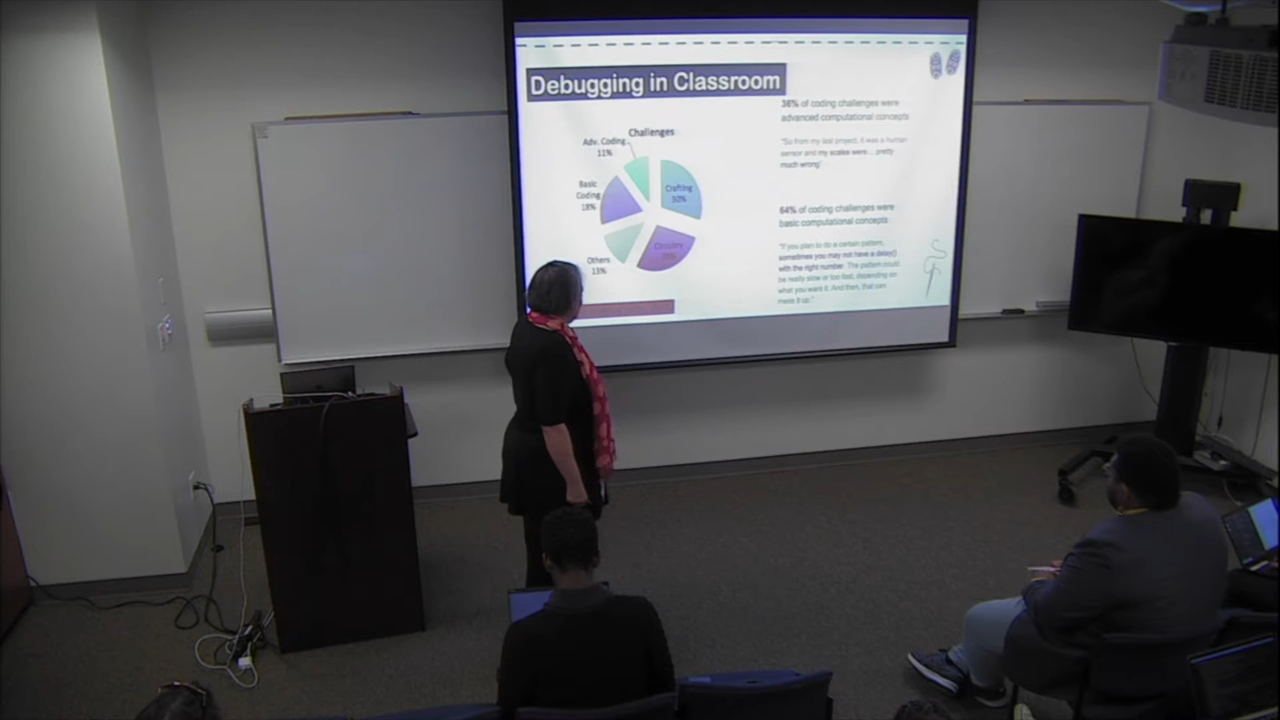 Debugging in Classroom
Challenges
Adv. Coding
11%
Crafting
30%
Basic
Coding
18%
Circuitry
Others
13%
36% of coding challenges were
advanced computational concepts
"So from my last project, it was a human
sensor and my scales were... pretty
much wrong"
64% of coding challenges were
basic computational concepts
"If you plan to do a certain pattern,
sometimes you may not have a delay()
with the right number. The pattern could
be really slow or too fast, depending on
what you want it. And then, that can
mess it up."